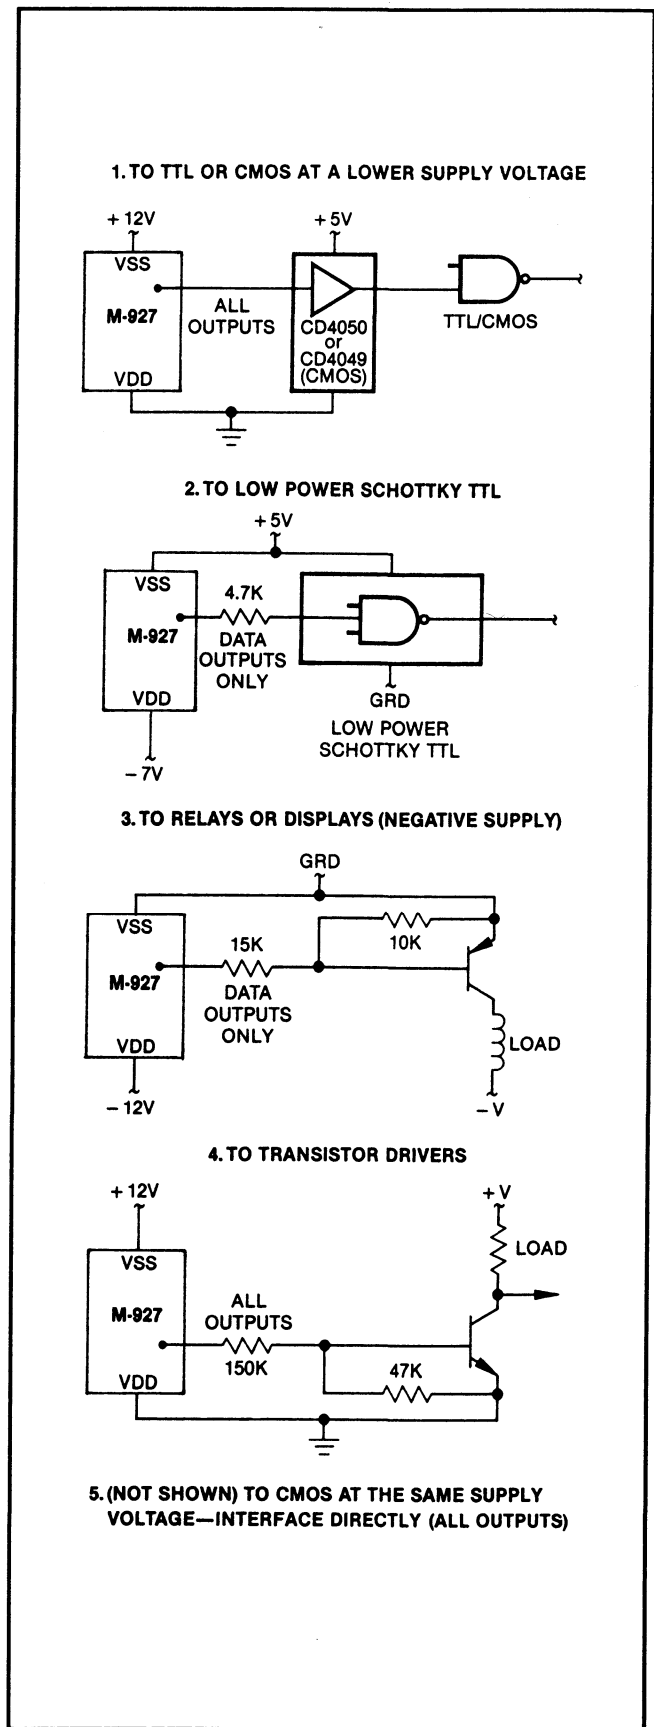 1. TO TTL OR CMOS AT A LOWER SUPPLY VOLTAGE
+ 12V
+ 5V
VSS
M-927
ALL
OUTPUTS
CD4050
or
CD4049
(CMOS)
TTL/CMOS
VDD
2. TO LOW POWER SCHOTTKY TTL
+ 5V
VSS
4.7K
M-927
DATA
OUTPUTS
ONLY
VDD
GRD
LOW POWER
SCHOTTKY TTL
– 7V
3. TO RELAYS OR DISPLAYS (NEGATIVE SUPPLY)
GRD
VSS
15K
10K
M-927
DATA
OUTPUTS
ONLY
VDD
LOAD
– 12V
– V
4. TO TRANSISTOR DRIVERS
+ 12V
+ V
VSS
LOAD
M-927
ALL
OUTPUTS
150K
47K
VDD
5. (NOT SHOWN) TO CMOS AT THE SAME SUPPLY
VOLTAGE—INTERFACE DIRECTLY (ALL OUTPUTS)